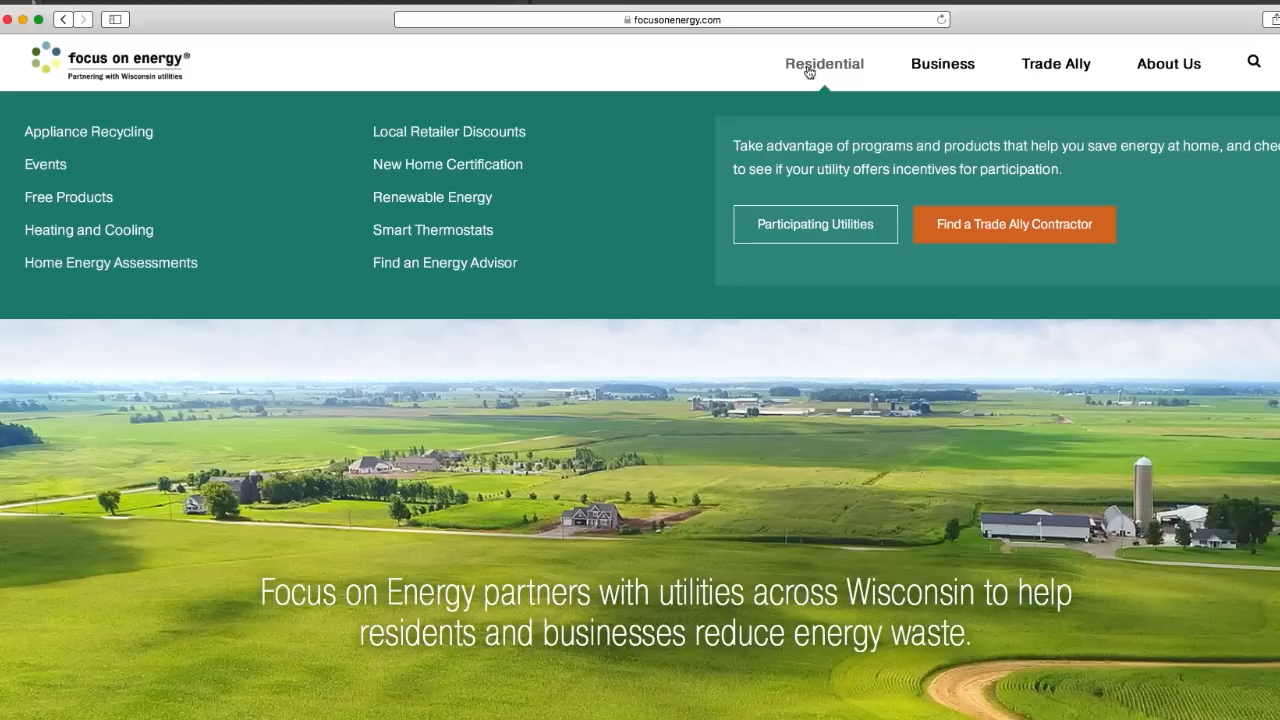 focusonenergy.com
focus on energy®
Partnering with Wisconsin utilities
Residential
Business
Trade Ally
About Us
Appliance Recycling
Events
Free Products
Heating and Cooling
Home Energy Assessments
Local Retailer Discounts
New Home Certification
Renewable Energy
Smart Thermostats
Find an Energy Advisor
Take advantage of programs and products that help you save energy at home, and che
to see if your utility offers incentives for participation.
Participating Utilities
Find a Trade Ally Contractor
Focus on Energy partners with utilities across Wisconsin to help
residents and businesses reduce energy waste.